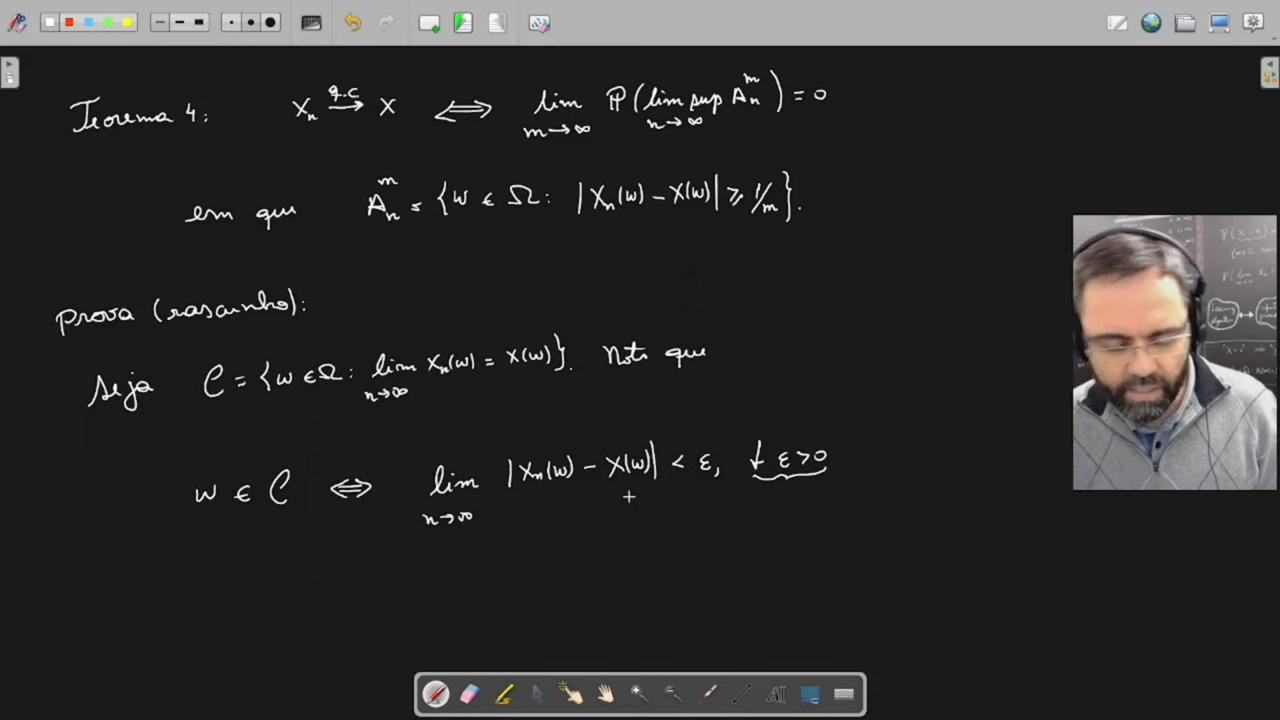 Teorema 4: Xₙ →^{q.c} X ⟺ lim_{m→∞} ℙ(lim sup_{n→∞} Aₙᵐ) = 0
em que Aₙᵐ = {w ∈ Ω: |Xₙ(w) − X(w)| ⩾ 1/m}.
Prova (rascunho):
Seja C = {w ∈ Ω: lim_{n→∞} Xₙ(w) = X(w)}. Note que
w ∈ C ⟺ lim_{n→∞} |Xₙ(w) − X(w)| < ε, ∀ ε > 0